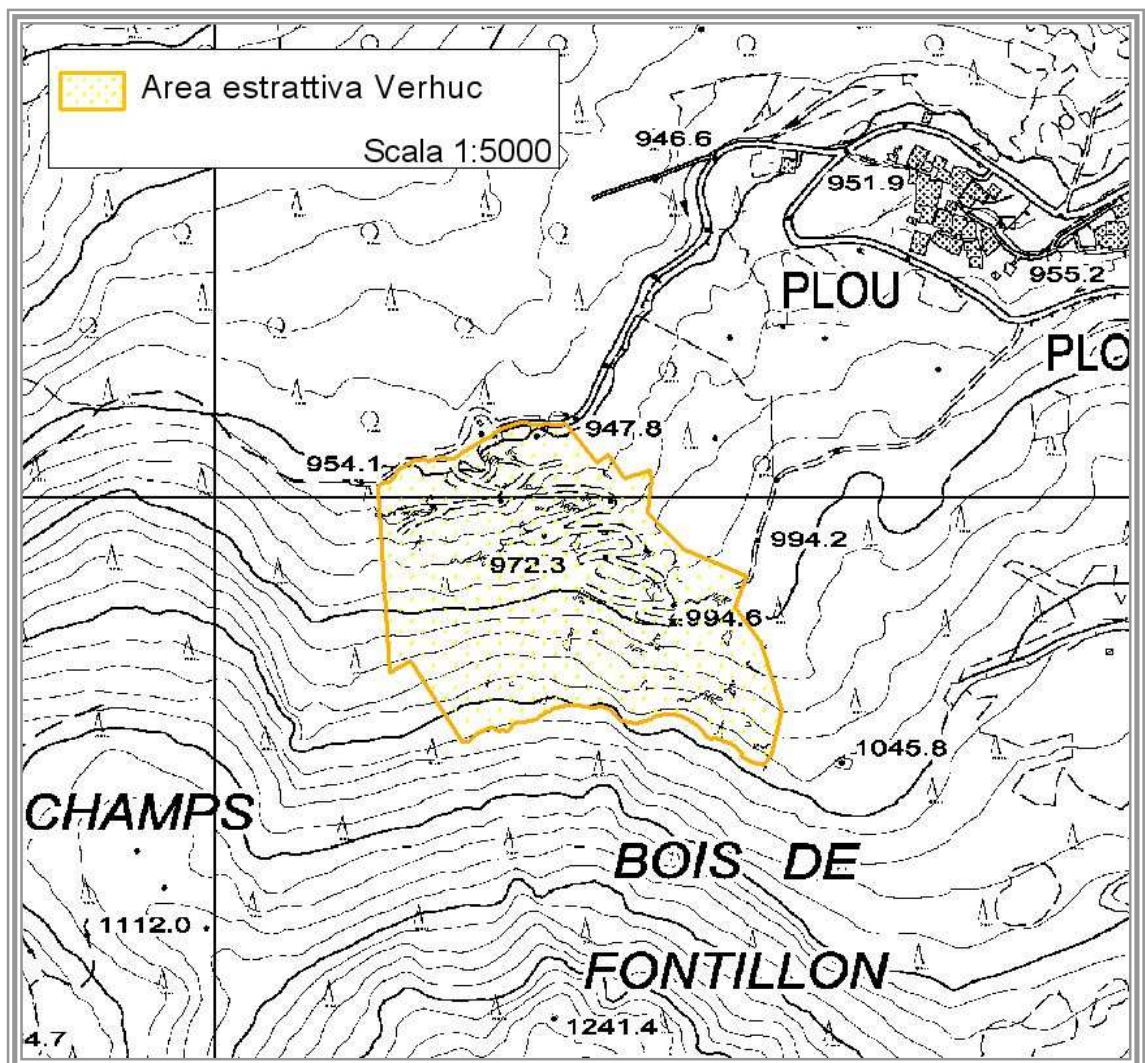 Area estrattiva Verhuc
Scala 1:5000
946.6
951.9
955.2
PLOU
PLO
947.8
954.1
994.2
972.3
994.6
1045.8
CHAMPS
BOIS DE
1112.0
FONTILLON
1241.4
4.7